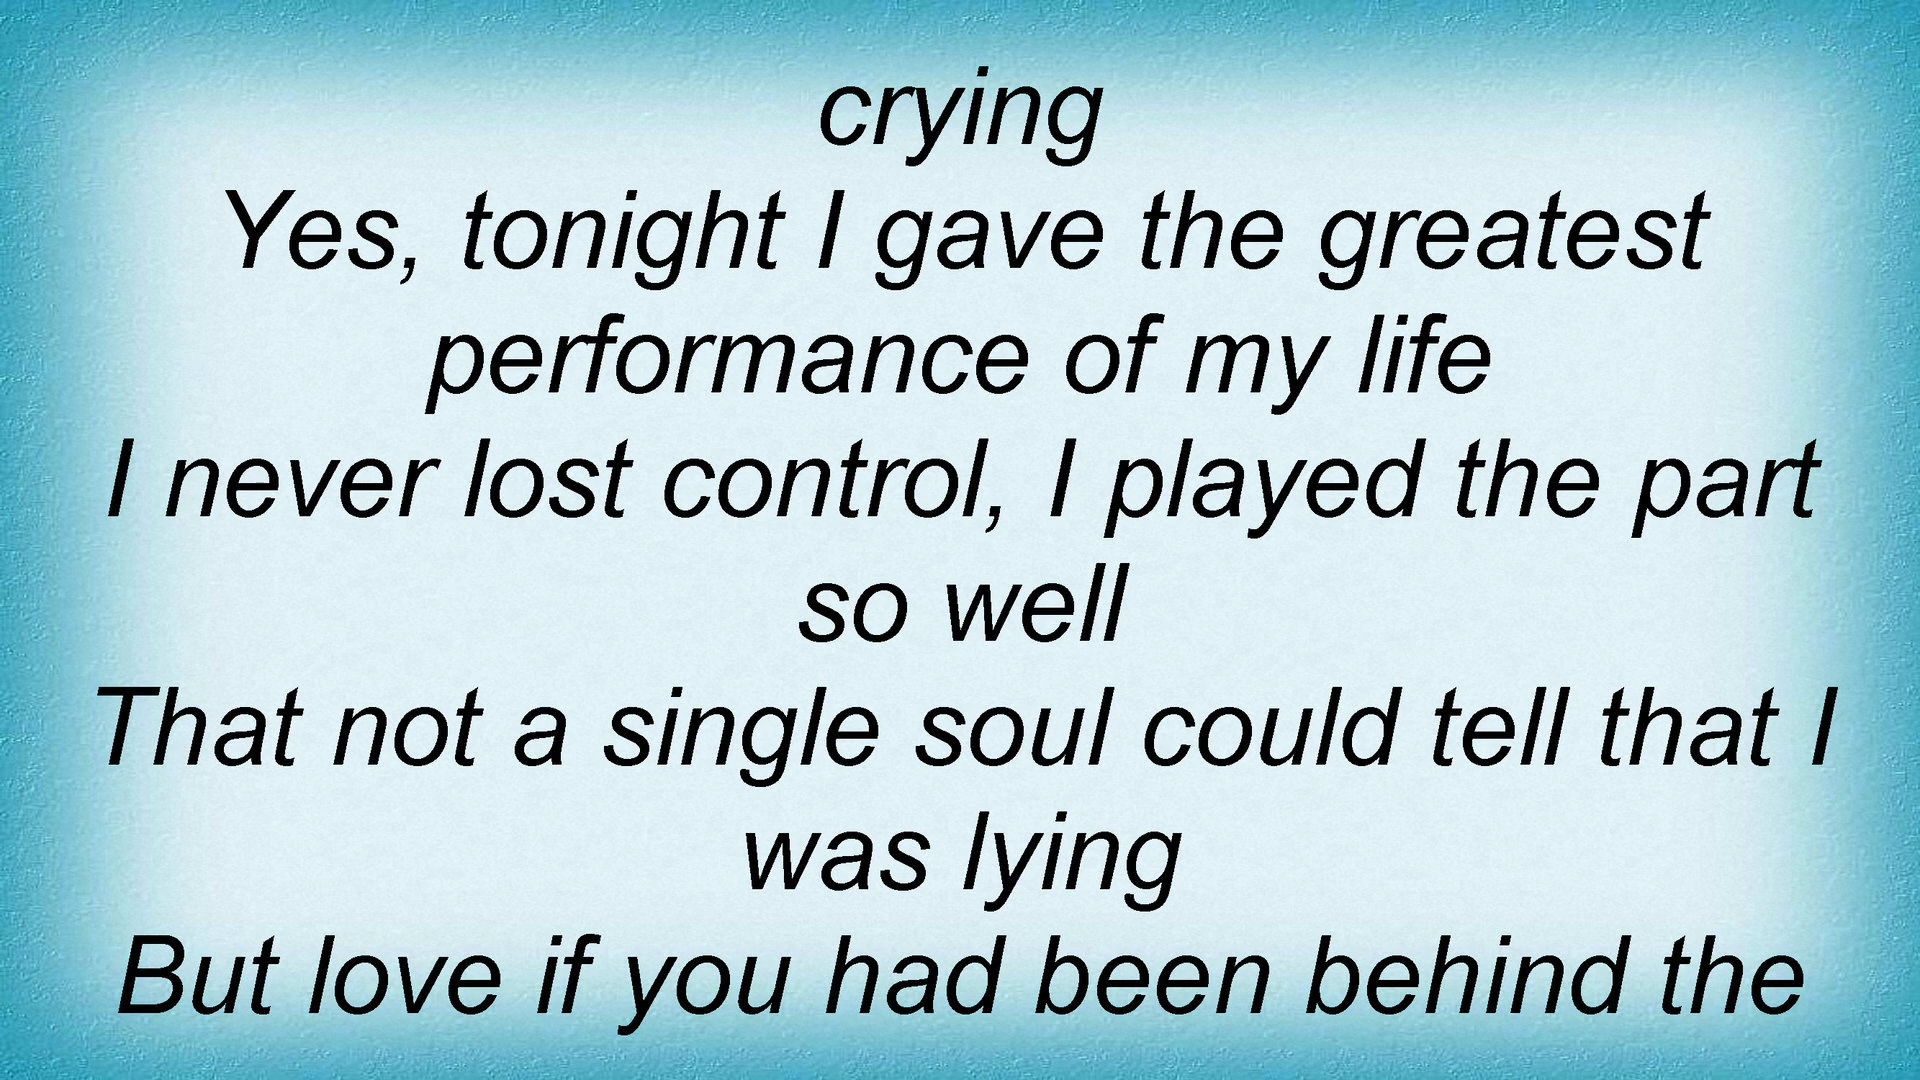 crying
Yes, tonight I gave the greatest
performance of my life
I never lost control, I played the part
so well
That not a single soul could tell that I
was lying
But love if you had been behind the